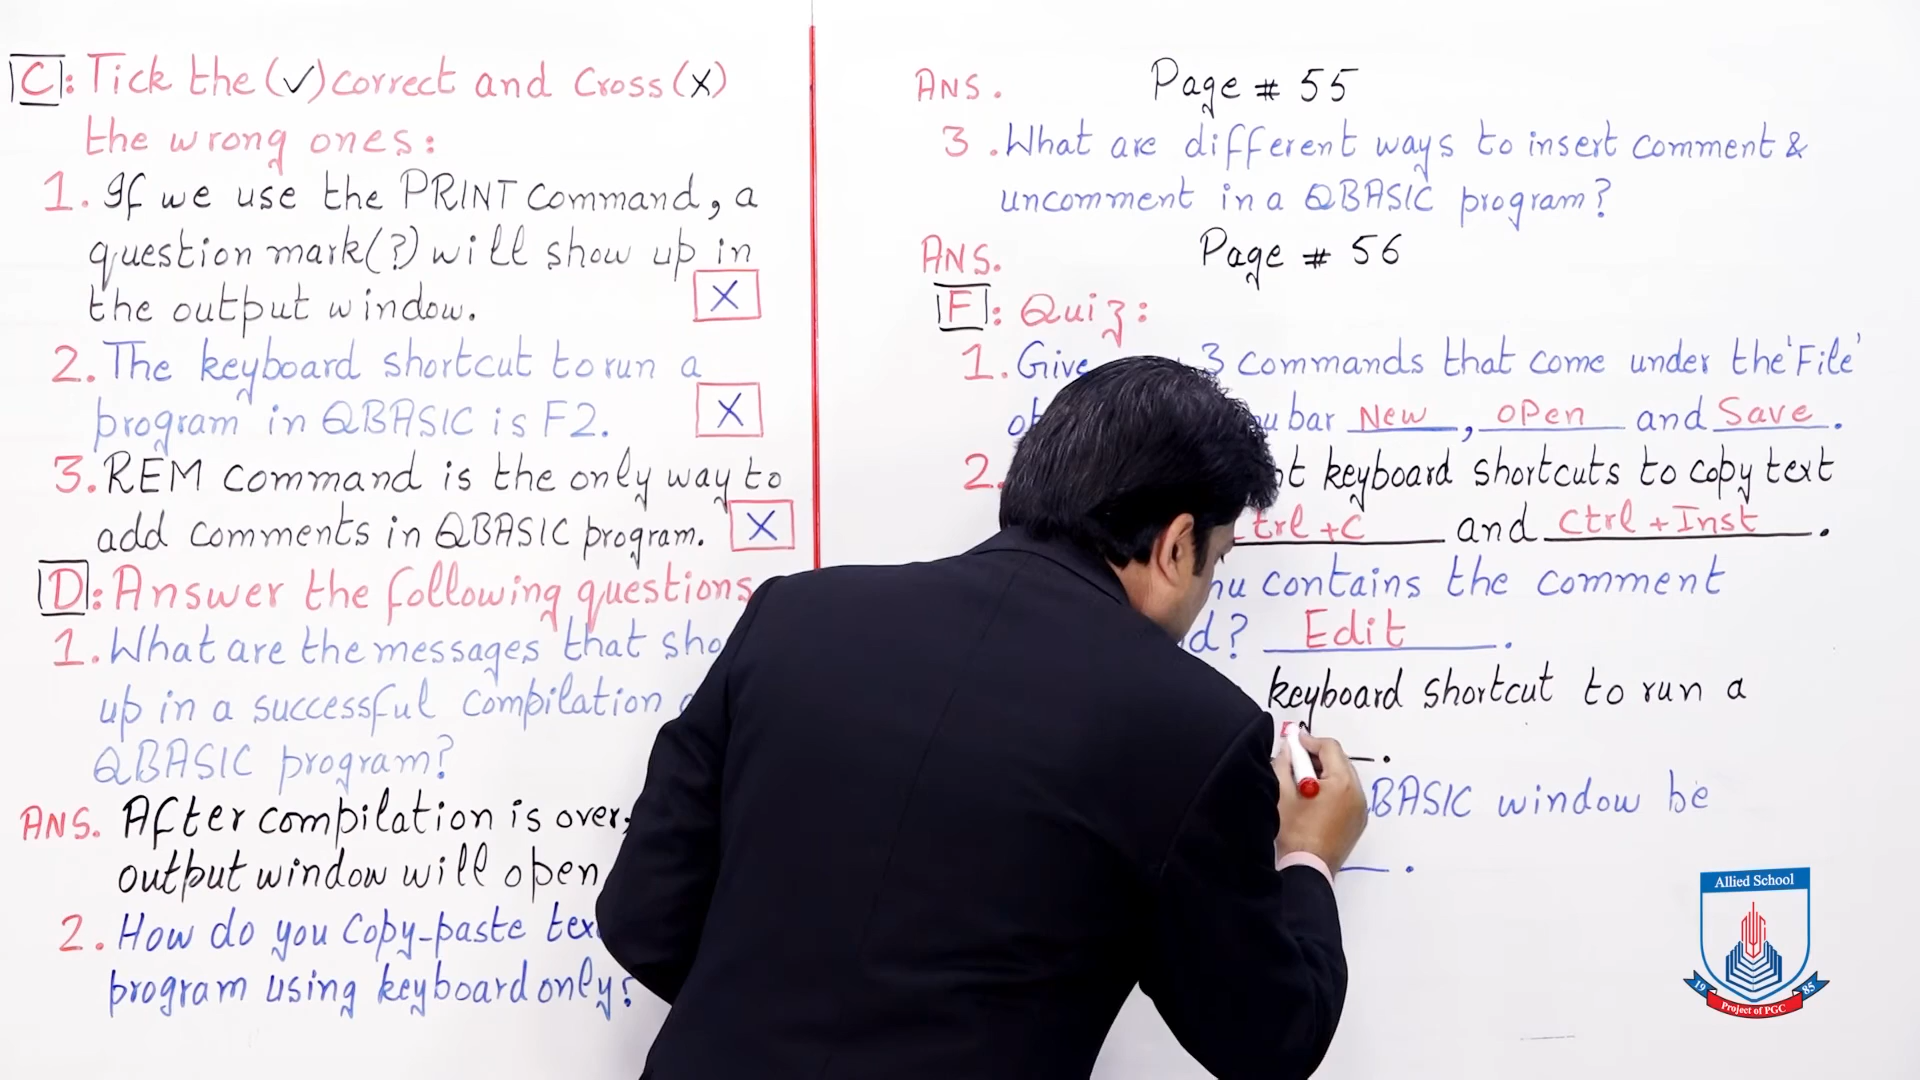 C: Tick the (✓) correct and Cross (X)
the wrong ones:
1. If we use the PRINT command, a
question mark(?) will show up in
the output window. X
2. The keyboard shortcut to run a
program in QBASIC is F2. X
3. REM command is the only way to
add comments in QBASIC program. X
D: Answer the following questions
1. What are the messages that sho
up in a successful compilation
QBASIC program?
ANS. After compilation is over,
output window will open
2. How do you Copy-paste tex
program using keyboard only?
ANS. Page # 55
3. What are different ways to insert comment &
uncomment in a QBASIC program?
ANS. Page # 56
F: Quiz:
1. Give 3 commands that come under the 'File'
bar New, open and Save.
2. keyboard shortcuts to copy text
trl+C and Ctrl+Inst.
nu contains the comment
d? Edit.
keyboard shortcut to run a
BASIC window be
Allied School
19 85
Project of PGC